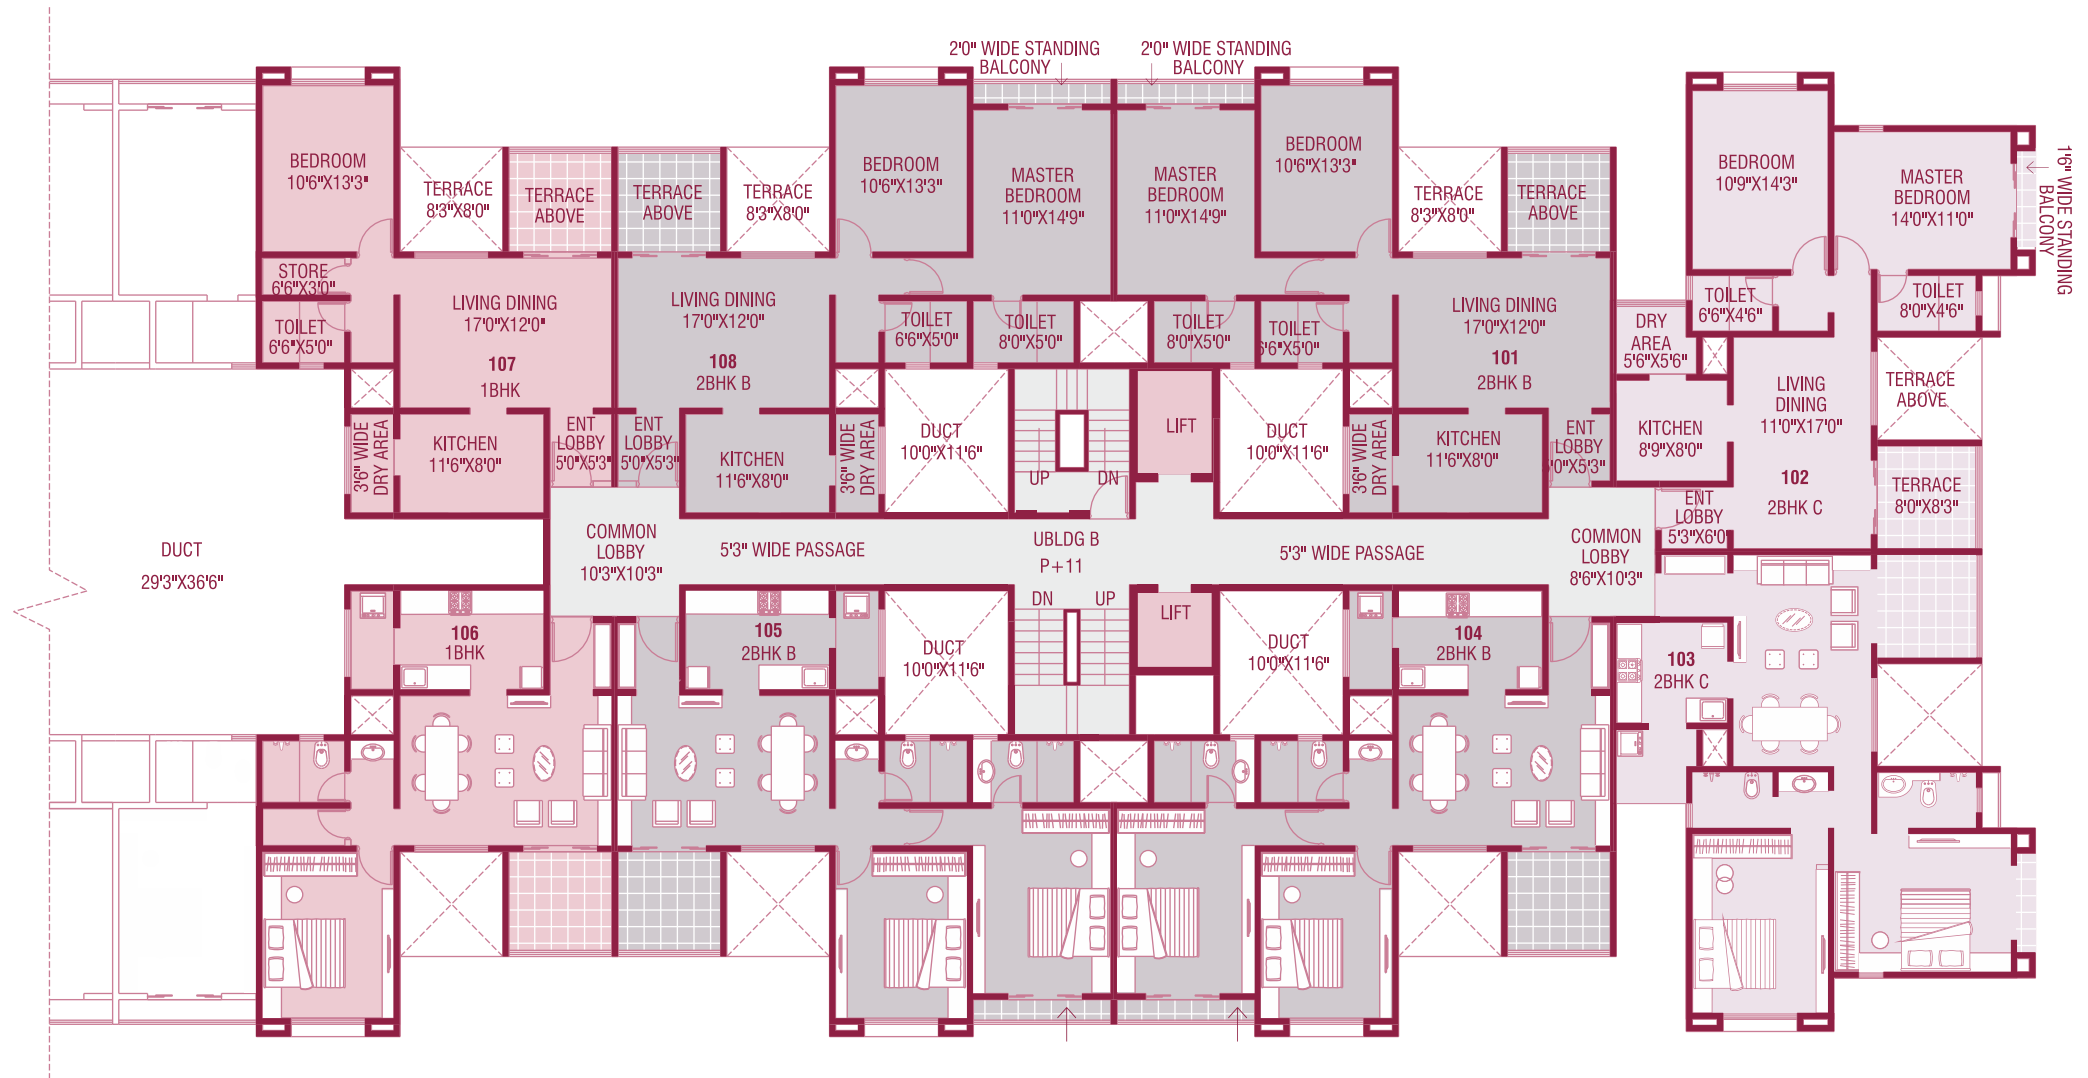 2'0" WIDE STANDING
BALCONY
2'0" WIDE STANDING
BALCONY
BEDROOM
10'6"X13'3"
TERRACE
8'3"X8'0"
TERRACE
ABOVE
TERRACE
ABOVE
TERRACE
8'3"X8'0"
BEDROOM
10'6"X13'3"
MASTER
BEDROOM
11'0"X14'9"
MASTER
BEDROOM
11'0"X14'9"
BEDROOM
10'6"X13'3"
TERRACE
8'3"X8'0"
TERRACE
ABOVE
BEDROOM
10'9"X14'3"
MASTER
BEDROOM
14'0"X11'0"
1'6" WIDE STANDING
BALCONY
STORE
6'6"X3'0"
TOILET
6'6"X5'0"
LIVING DINING
17'0"X12'0"
107
1BHK
LIVING DINING
17'0"X12'0"
108
2BHK B
TOILET
6'6"X5'0"
TOILET
8'0"X5'0"
TOILET
8'0"X5'0"
TOILET
6'6"X5'0"
LIVING DINING
17'0"X12'0"
101
2BHK B
DRY
AREA
5'6"X5'6"
TOILET
6'6"X4'6"
TOILET
8'0"X4'6"
LIVING
DINING
11'0"X17'0"
TERRACE
ABOVE
3'6" WIDE
DRY AREA
KITCHEN
11'6"X8'0"
ENT
LOBBY
5'0"X5'3"
ENT
LOBBY
5'0"X5'3"
KITCHEN
11'6"X8'0"
3'6" WIDE
DRY AREA
DUCT
10'0"X11'6"
UP
DN
LIFT
DUCT
10'0"X11'6"
3'6" WIDE
DRY AREA
KITCHEN
11'6"X8'0"
ENT
LOBBY
'0"X5'3"
KITCHEN
8'9"X8'0"
102
2BHK C
ENT
LOBBY
5'3"X6'0"
TERRACE
8'0"X8'3"
DUCT
29'3"X36'6"
COMMON
LOBBY
10'3"X10'3"
5'3" WIDE PASSAGE
UBLDG B
P+11
5'3" WIDE PASSAGE
COMMON
LOBBY
8'6"X10'3"
DN
UP
LIFT
106
1BHK
105
2BHK B
DUCT
10'0"X11'6"
DUCT
10'0"X11'6"
104
2BHK B
103
2BHK C